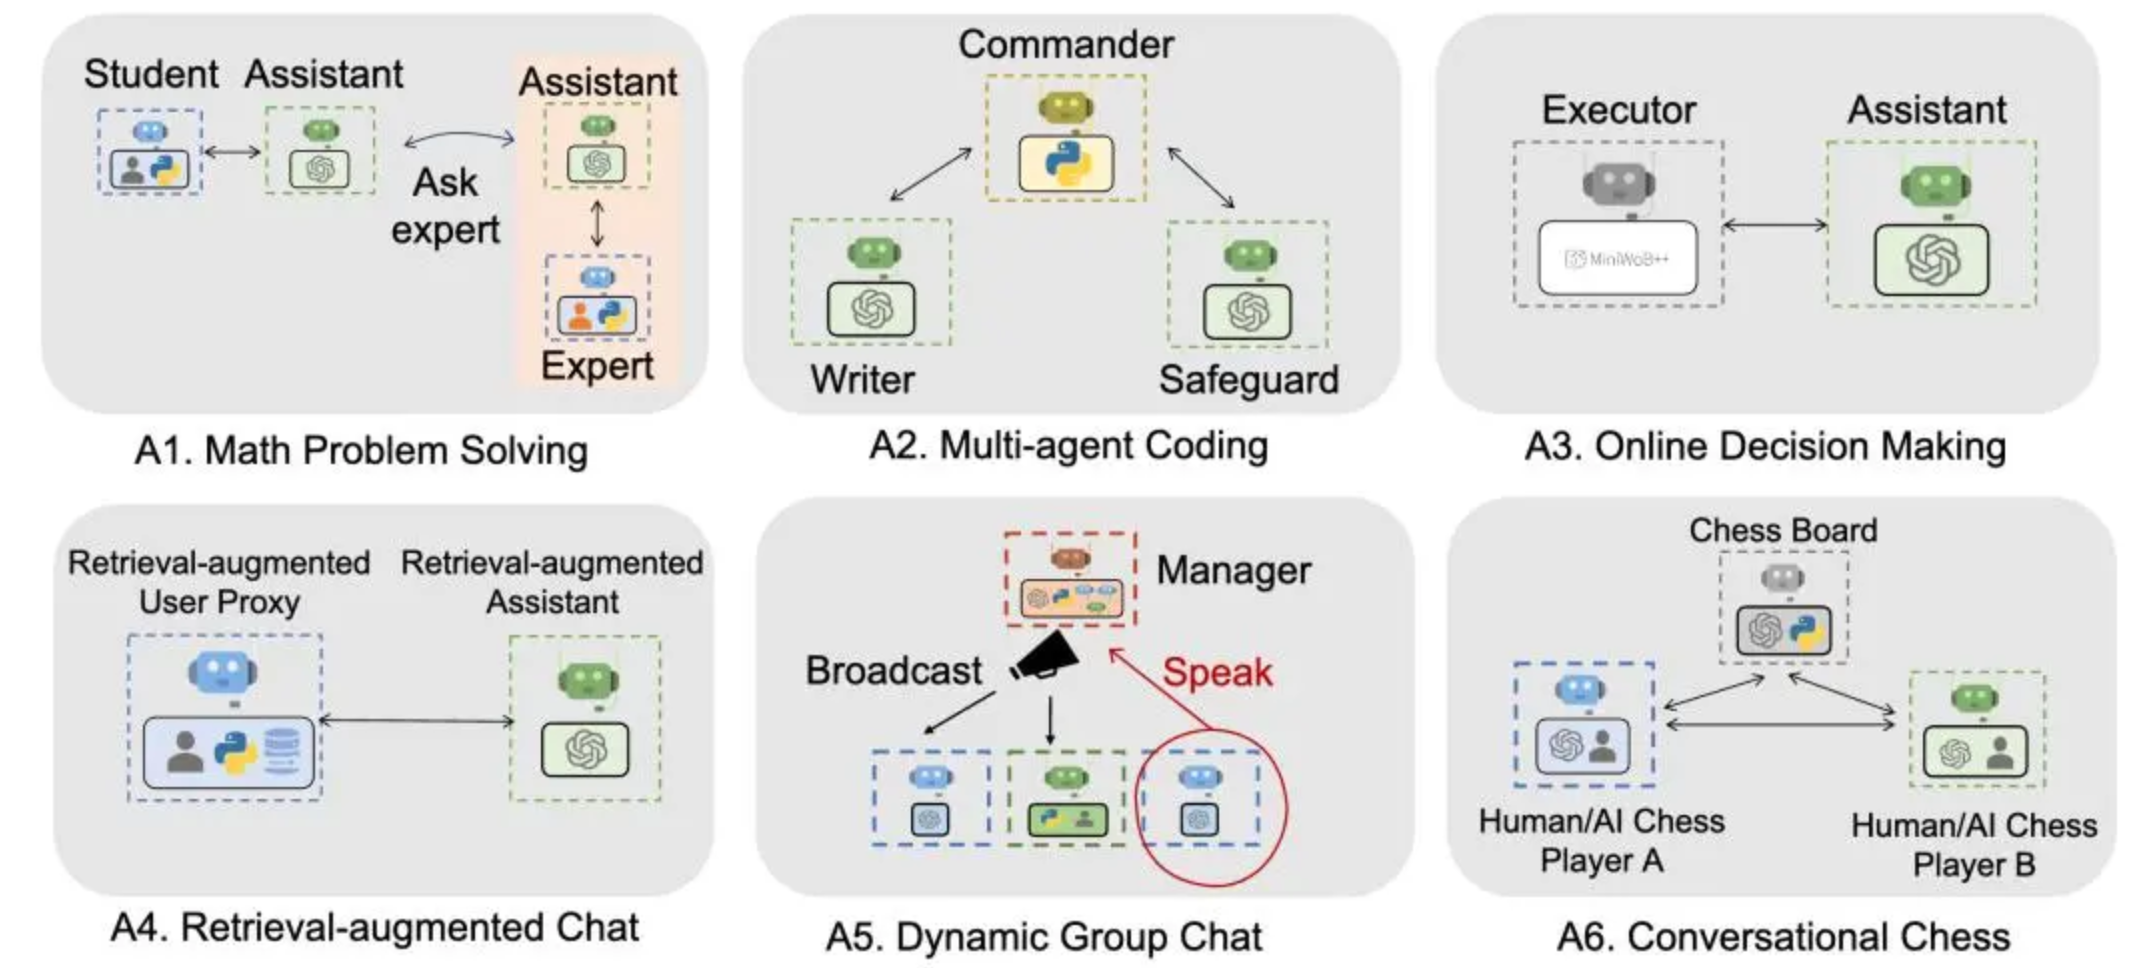 Student
Assistant
Assistant
Ask
expert
Expert
A1. Math Problem Solving
Commander
Writer
Safeguard
A2. Multi-agent Coding
Executor
Assistant
MiniWoB++
A3. Online Decision Making
Retrieval-augmented
User Proxy
Retrieval-augmented
Assistant
A4. Retrieval-augmented Chat
Manager
Broadcast
Speak
A5. Dynamic Group Chat
Chess Board
Human/AI Chess
Player A
Human/AI Chess
Player B
A6. Conversational Chess